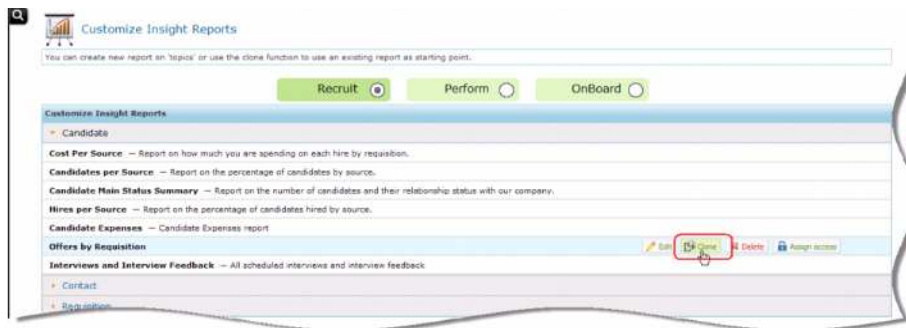 Customize Insight Reports
You can create new report on 'topics' or use the clone function to use an existing report as starting point.
Recruit Perform OnBoard
Customize Insight Reports
Candidate
Cost Per Source — Report on how much you are spending on each hire by requisition.
Candidates per Source — Report on the percentage of candidates by source.
Candidate Main Status Summary — Report on the number of candidates and their relationship status with our company.
Hires per Source — Report on the percentage of candidates hired by source.
Candidate Expenses — Candidate Expenses report
Offers by Requisition Edit Clone Delete Assign access
Interviews and Interview Feedback — All scheduled interviews and interview feedback
Contact
Requisition